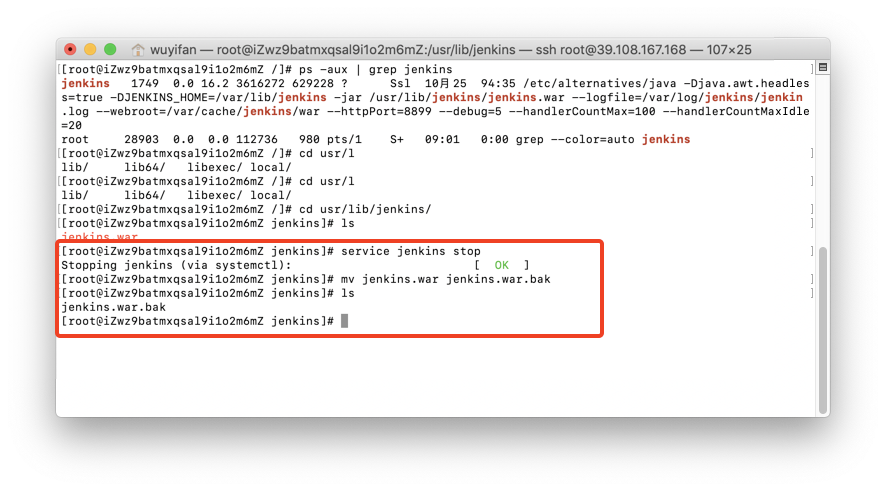 wuyifan — root@iZwz9batmxqsal9i1o2m6mZ:/usr/lib/jenkins — ssh root@39.108.167.168 — 107×25
[[root@iZwz9batmxqsal9i1o2m6mZ /]# ps -aux | grep jenkins ]
jenkins 1749 0.0 16.2 3616272 629228 ? Ssl 10月25 94:35 /etc/alternatives/java -Djava.awt.headles
s=true -DJENKINS_HOME=/var/lib/jenkins -jar /usr/lib/jenkins/jenkins.war --logfile=/var/log/jenkins/jenkin
.log --webroot=/var/cache/jenkins/war --httpPort=8899 --debug=5 --handlerCountMax=100 --handlerCountMaxIdle
=20
root 28903 0.0 0.0 112736 980 pts/1 S+ 09:01 0:00 grep --color=auto jenkins
[[root@iZwz9batmxqsal9i1o2m6mZ /]# cd usr/l ]
lib/ lib64/ libexec/ local/
[[root@iZwz9batmxqsal9i1o2m6mZ /]# cd usr/l ]
lib/ lib64/ libexec/ local/
[[root@iZwz9batmxqsal9i1o2m6mZ /]# cd usr/lib/jenkins/ ]
[[root@iZwz9batmxqsal9i1o2m6mZ jenkins]# ls ]
jenkins.war
[root@iZwz9batmxqsal9i1o2m6mZ jenkins]# service jenkins stop ]
Stopping jenkins (via systemctl): [ OK ]
[root@iZwz9batmxqsal9i1o2m6mZ jenkins]# mv jenkins.war jenkins.war.bak ]
[root@iZwz9batmxqsal9i1o2m6mZ jenkins]# ls ]
jenkins.war.bak
[root@iZwz9batmxqsal9i1o2m6mZ jenkins]#